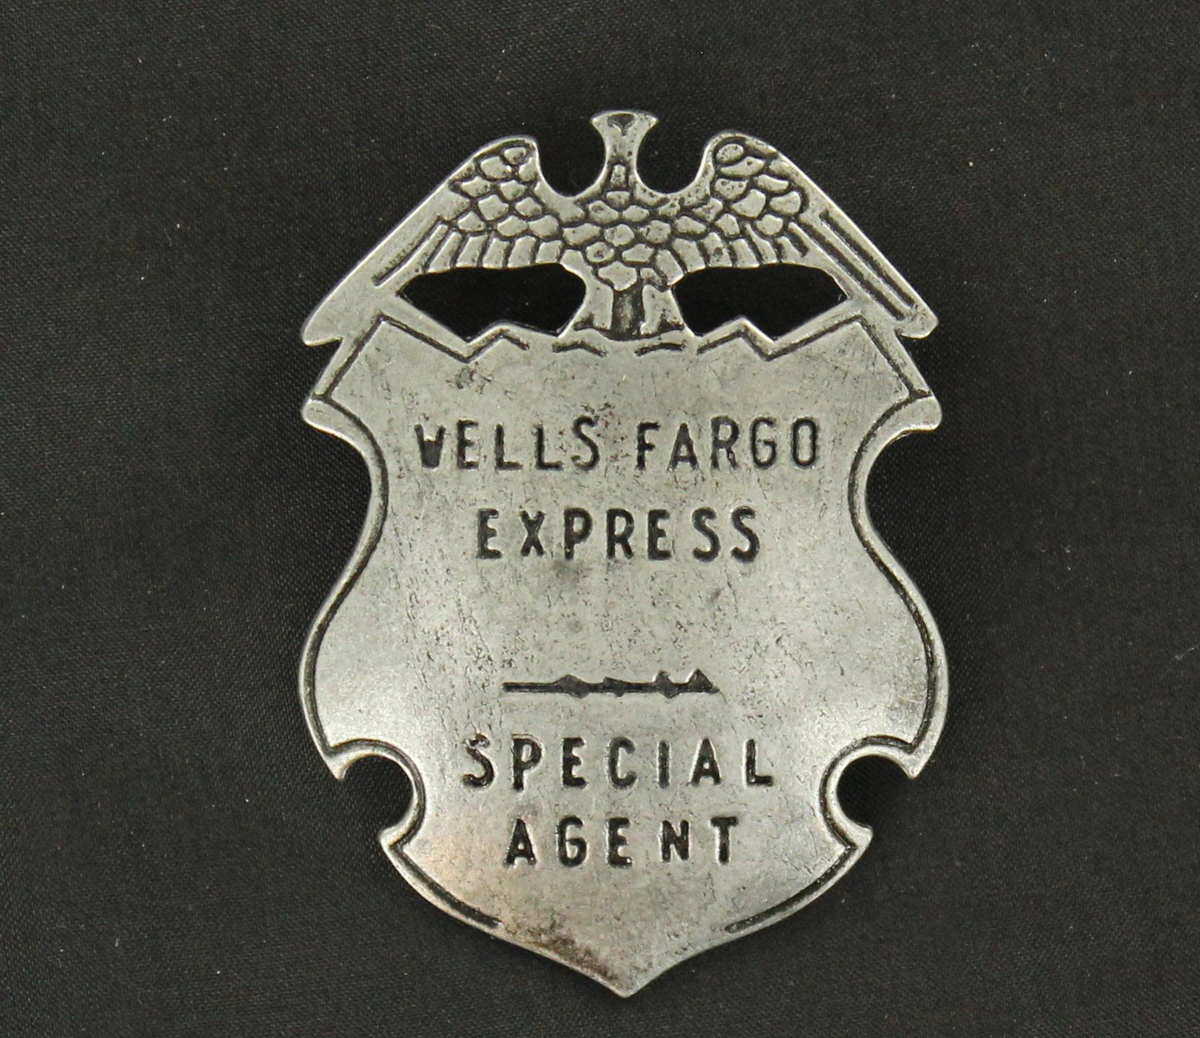 WELLS FARGO
EXPRESS
SPECIAL
AGENT